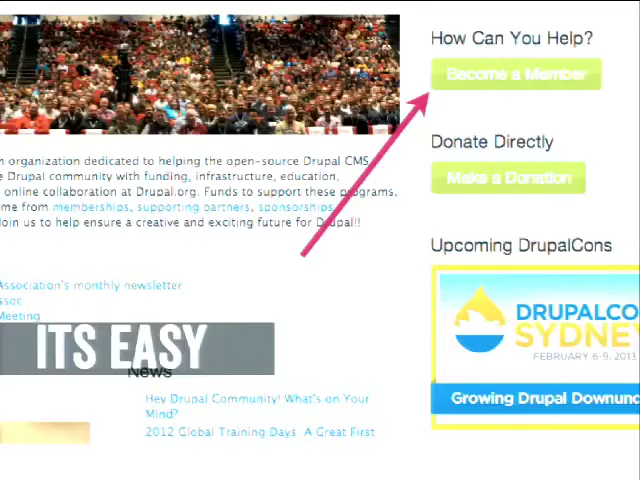 How Can You Help?
Become a Member
Donate Directly
Make a Donation
organization dedicated to helping the open-source Drupal CMS,
Drupal community with funding, infrastructure, education,
online collaboration at Drupal.org. Funds to support these programs,
me from memberships, supporting partners, sponsorships,
oin us to help ensure a creative and exciting future for Drupal!!
Upcoming DrupalCons
Association's monthly newsletter
ssoc
Meeting
ITS EASY
News
DRUPALCO
SYDNEY
FEBRUARY 6-9, 2013
Growing Drupal Downund
Hey Drupal Community! What's on Your
Mind?
2012 Global Training Days A Great First